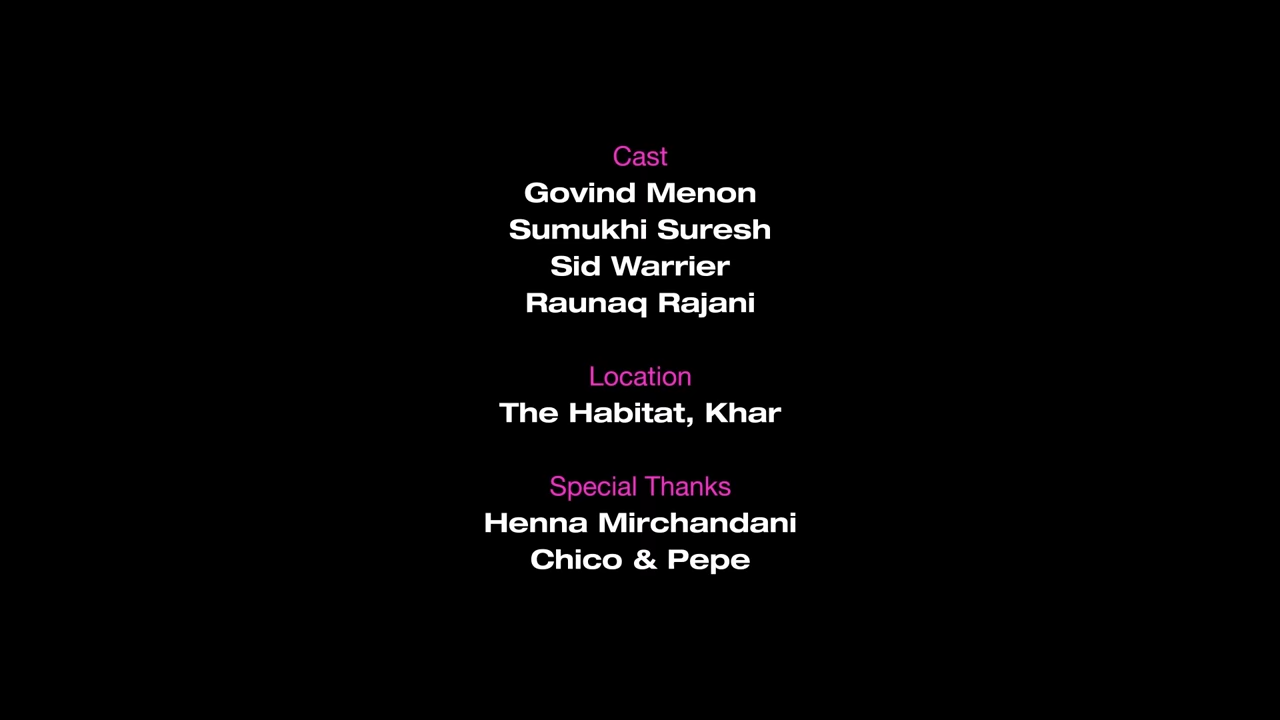 Cast
Govind Menon
Sumukhi Suresh
Sid Warrier
Raunaq Rajani
Location
The Habitat, Khar
Special Thanks
Henna Mirchandani
Chico & Pepe